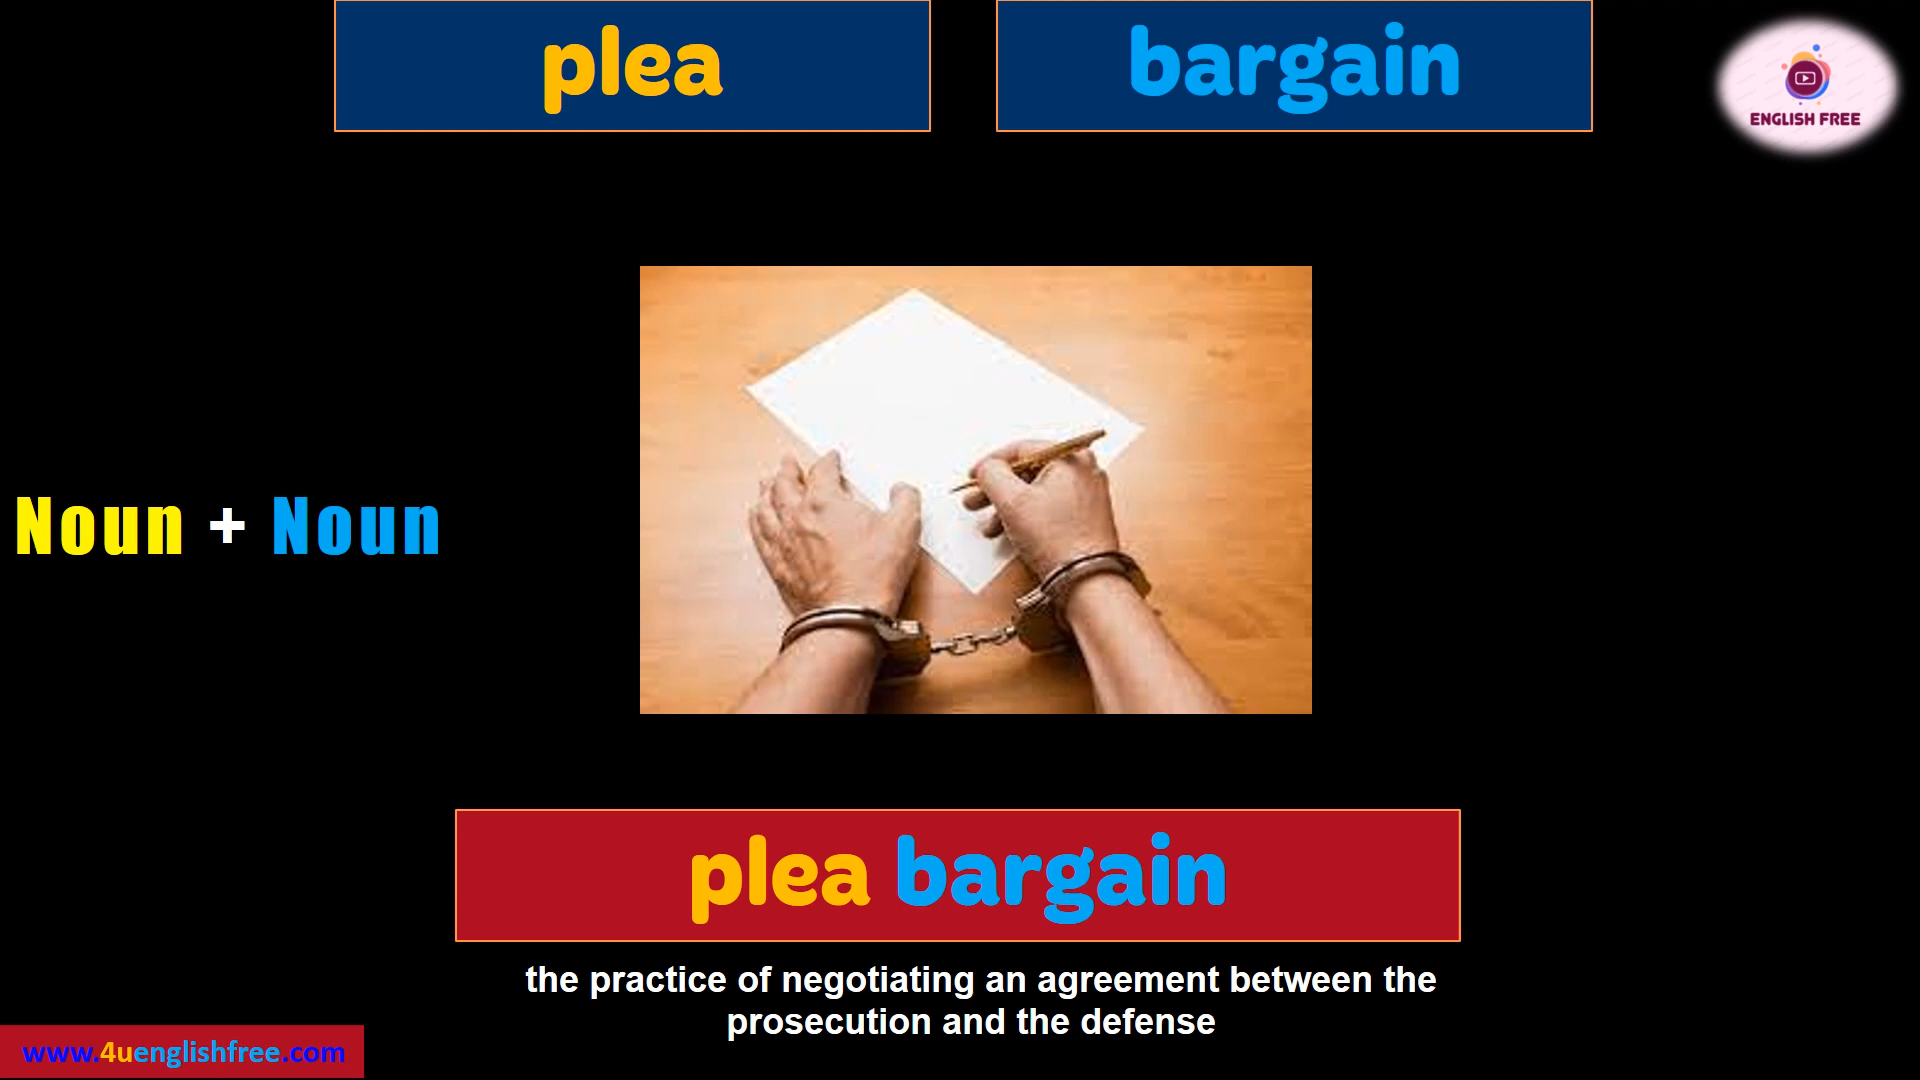 plea
bargain
ENGLISH FREE
Noun + Noun
plea bargain
the practice of negotiating an agreement between the
prosecution and the defense
www.4uenglishfree.com